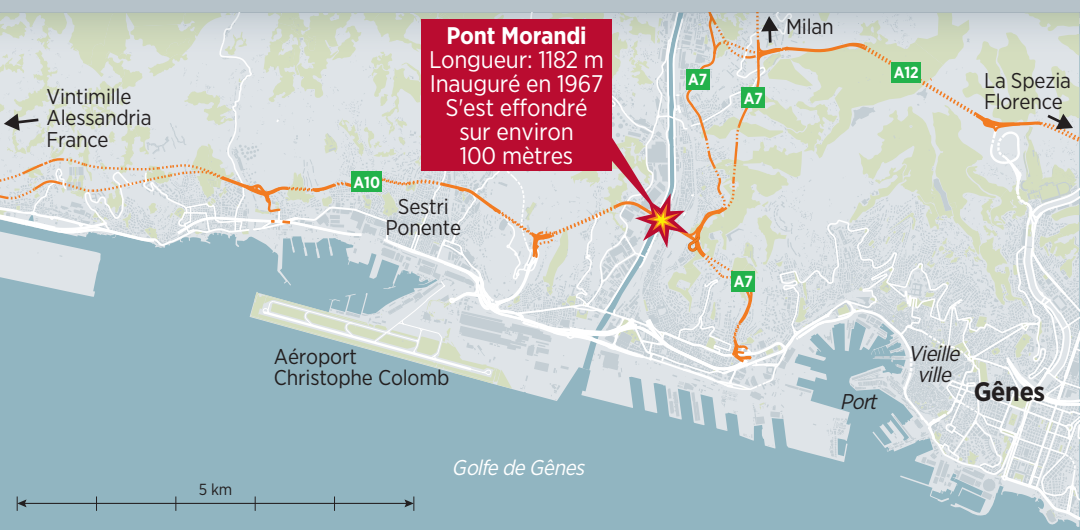 Pont Morandi
Longueur: 1182 m
Inauguré en 1967
S'est effondré
sur environ
100 mètres
Milan
A7
A7
A12
La Spezia
Florence
Vintimille
Alessandria
France
A10
Sestri
Ponente
A7
Aéroport
Christophe Colomb
Vieille
ville
Gênes
Port
Golfe de Gênes
5 km